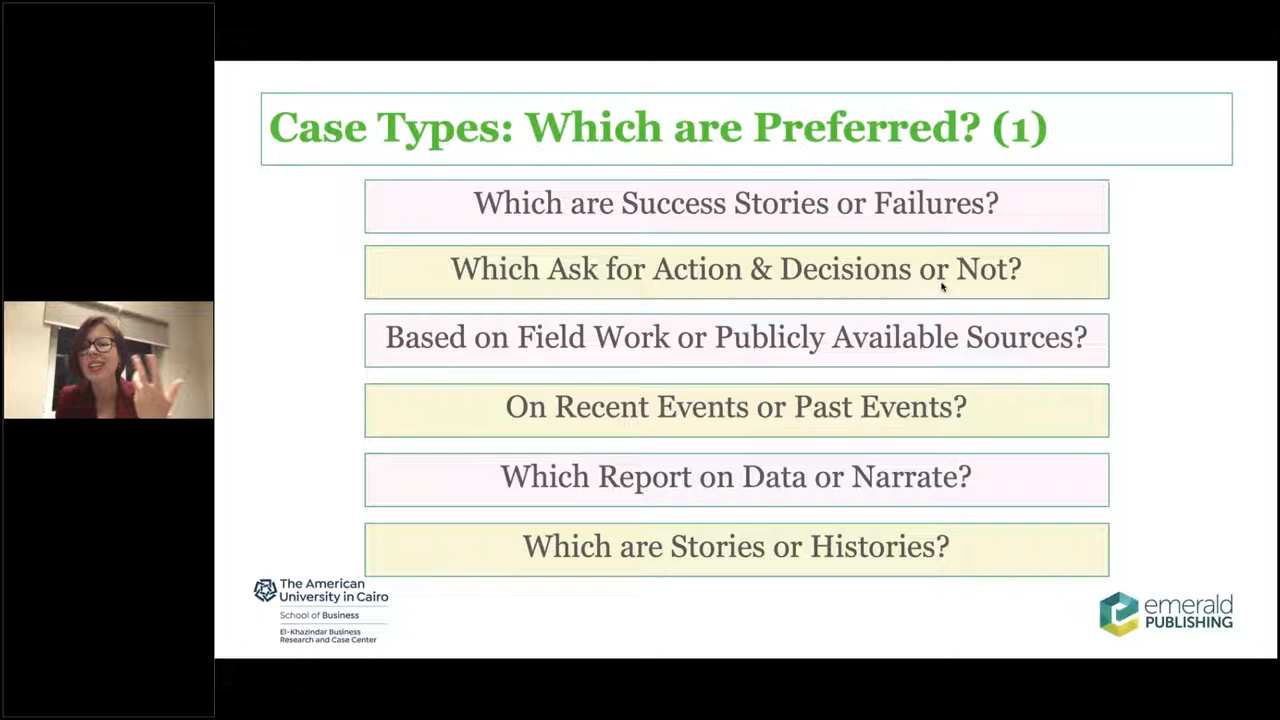 Case Types: Which are Preferred? (1)
Which are Success Stories or Failures?
Which Ask for Action & Decisions or Not?
Based on Field Work or Publicly Available Sources?
On Recent Events or Past Events?
Which Report on Data or Narrate?
Which are Stories or Histories?
The American
University in Cairo
School of Business
El-Khazindar Business
Research and Case Center
emerald
PUBLISHING